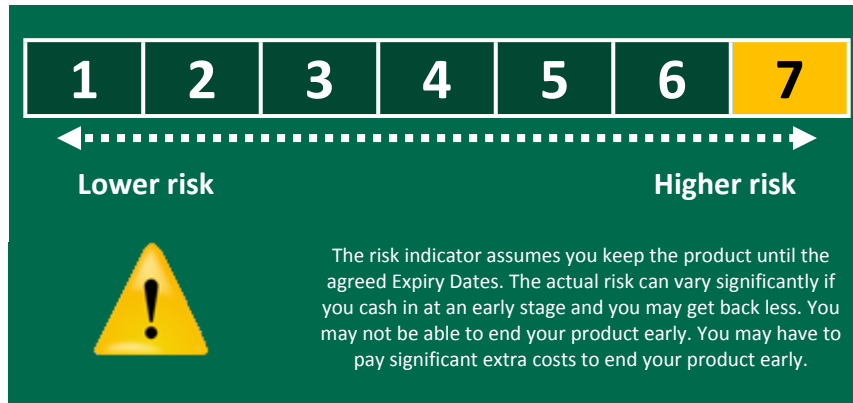 1 2 3 4 5 6 7
Lower risk Higher risk
!
The risk indicator assumes you keep the product until the
agreed Expiry Dates. The actual risk can vary significantly if
you cash in at an early stage and you may get back less. You
may not be able to end your product early. You may have to
pay significant extra costs to end your product early.